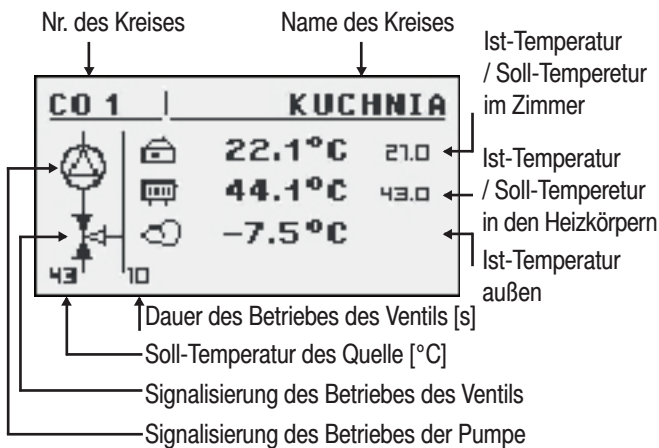 Nr. des Kreises
Name des Kreises
Ist-Temperatur
/ Soll-Temperetur
im Zimmer
CO 1
KUCHNIA
22.1°C 21.0
44.1°C 43.0
-7.5°C
43
10
Ist-Temperatur
/ Soll-Temperetur
in den Heizkörpern
Ist-Temperatur
außen
Dauer des Betriebes des Ventils [s]
Soll-Temperatur des Quelle [°C]
Signalisierung des Betriebes des Ventils
Signalisierung des Betriebes der Pumpe